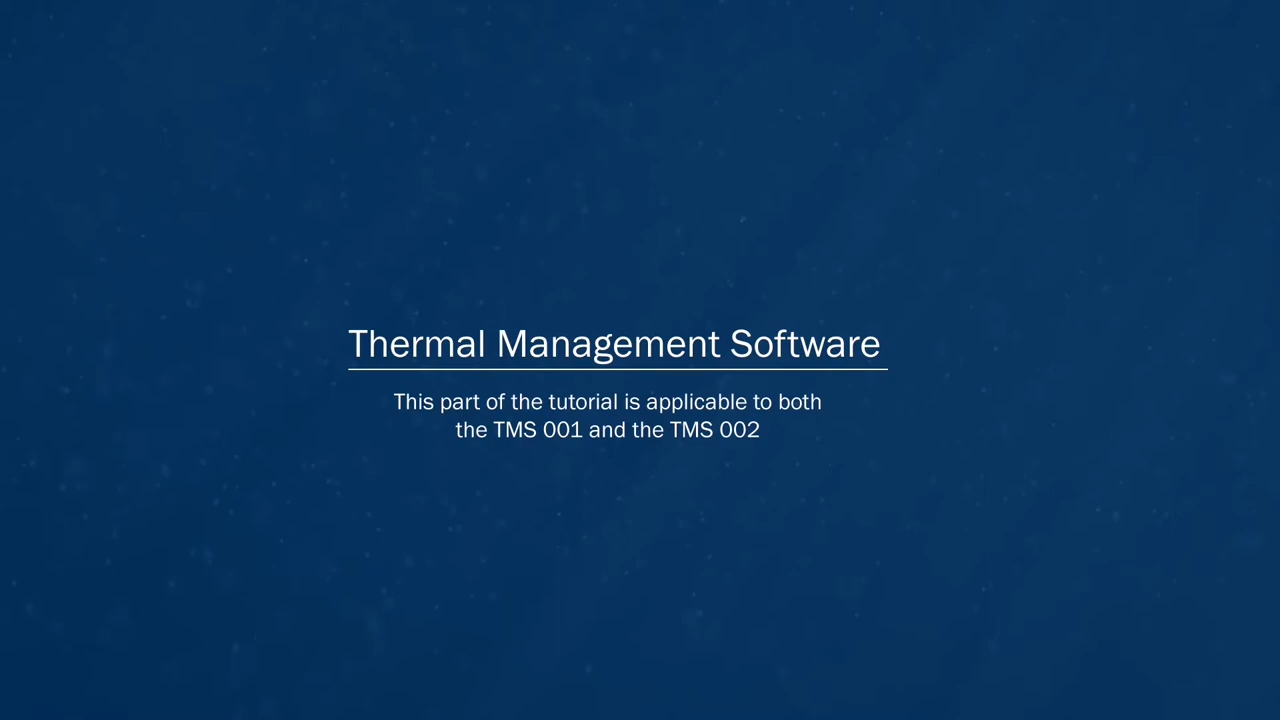 Thermal Management Software
This part of the tutorial is applicable to both
the TMS 001 and the TMS 002